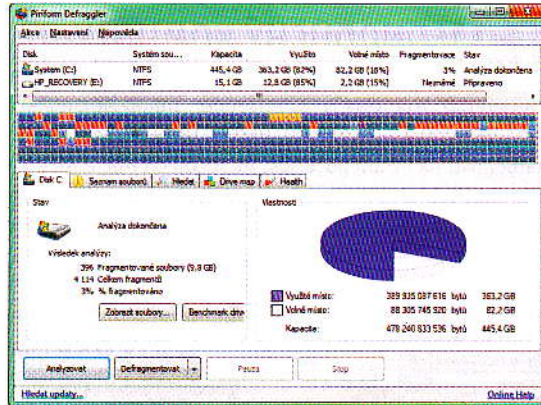 Piriform Defraggler
Akce Nastavení Nápověda
Disk Systém sou... Kapacita Využito Volné místo Fragmentovace Stav
System (C:) NTFS 445,4 GB 363,2 GB (82%) 82,2 GB (18%) 3% Analýza dokončena
HP_RECOVERY (E:) NTFS 15,1 GB 12,8 GB (85%) 2,2 GB (15%) Neznámé Připraveno
Disk C: Seznam souborů Hledat Drive map Health
Stav Vlastnosti
Analýza dokončena
Výsledek analýzy:
396 Fragmentované soubory (9,8 GB)
4 114 Celkem fragmentů
3% % fragmentováno
Zobrazit soubory... Benchmark driv
Využité místo: 389 935 087 616 bytů 363,2 GB
Volné místo: 88 305 745 920 bytů 82,2 GB
Kapacita: 478 240 833 536 bytů 445,4 GB
Analyzovat Defragmentovat Pauza Stop
Hledat updaty... Online Help